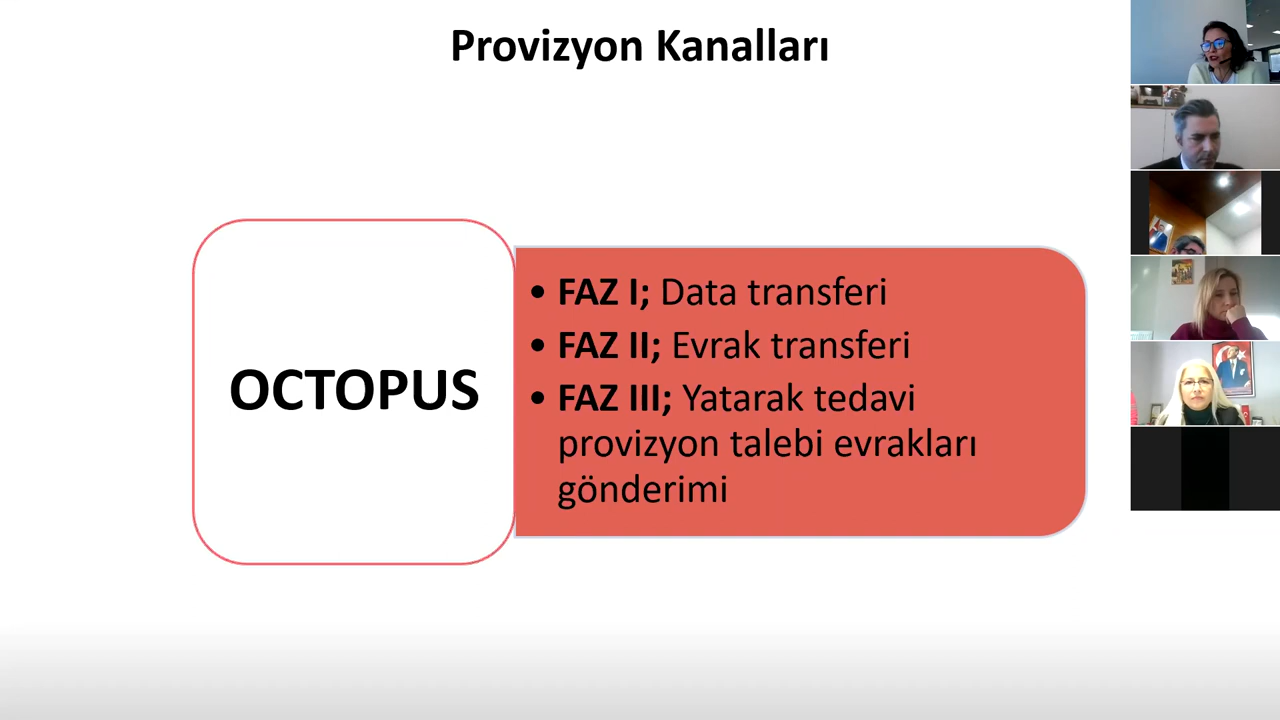 Provizyon Kanalları
OCTOPUS
• FAZ I; Data transferi
• FAZ II; Evrak transferi
• FAZ III; Yatarak tedavi
provizyon talebi evrakları
gönderimi